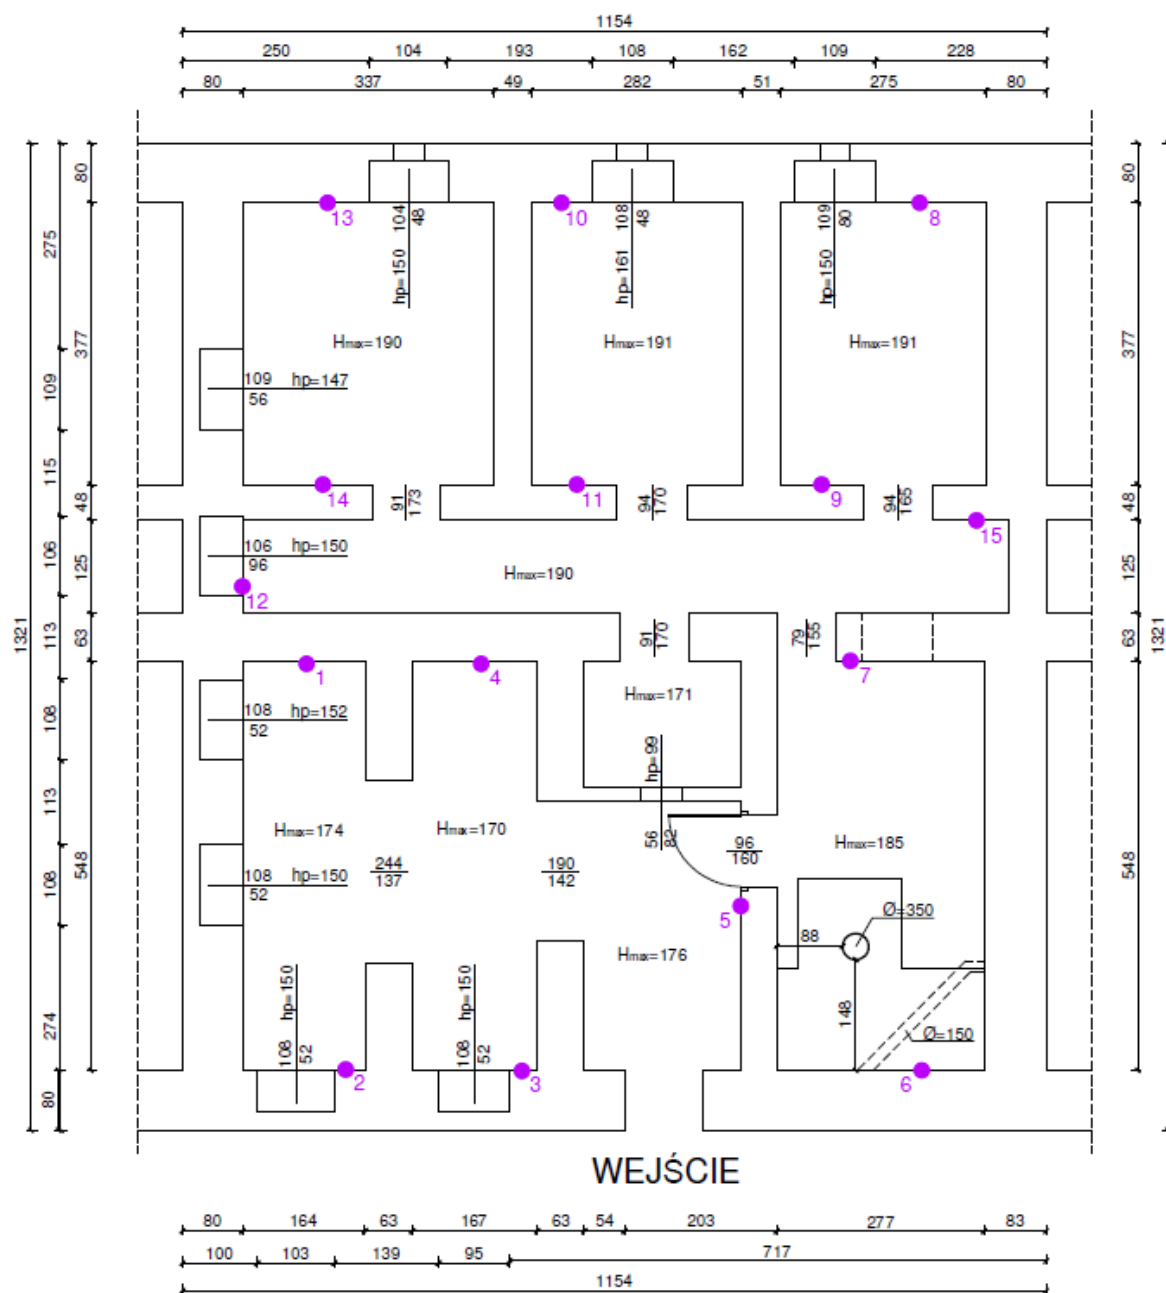 1154
250 104 193 108 162 109 228
80 337 49 282 51 275 80
80 80
13 10 8
104 48 108 48 109 80
275
hp=150 hp=161 hp=150
377 377
Hmax=190 Hmax=191 Hmax=191
109 109 hp=147
56
115
14 11 9
48 91 173 94 170 94 165 48
15
106 106 hp=150
96
125 125
Hmax=190
12
1321 1321
113 63 91 170 79 155 63
1 4 7
108 108 hp=152
52
Hmax=171
hp=99
113
Hmax=174 Hmax=170 56 82 Hmax=185
96
160
548 548
244
137
190
142
108 108 hp=150
52
5
Ø=350
88
Hmax=176
hp=150 hp=150
148
274
Ø=150
108 52 108 52
2 3 6
80
WEJŚCIE
80 164 63 167 63 54 203 277 83
100 103 139 95 717
1154